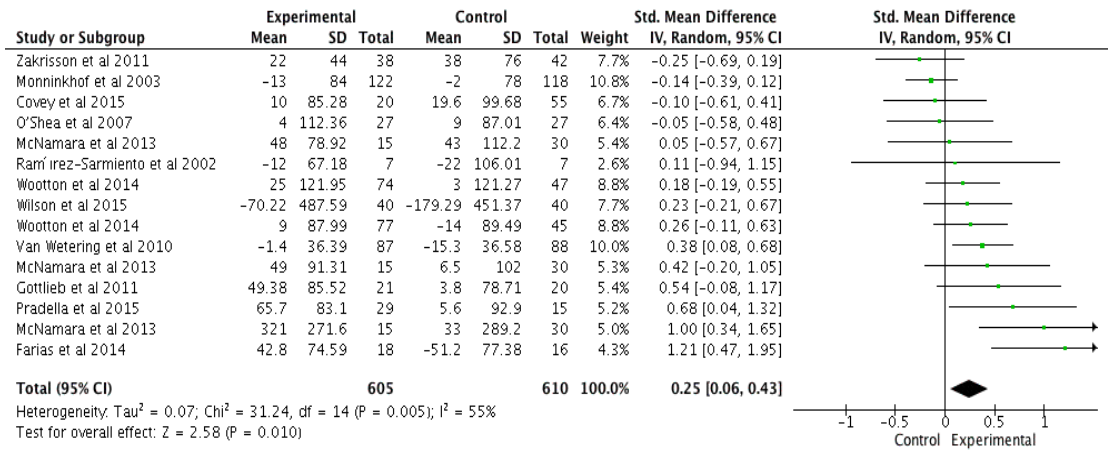 Experimental Control Std. Mean Difference Std. Mean Difference
Study or Subgroup Mean SD Total Mean SD Total Weight IV, Random, 95% CI IV, Random, 95% CI
Zakrisson et al 2011 22 44 38 38 76 42 7.7% -0.25 [-0.69, 0.19]
Monninkhof et al 2003 -13 84 122 -2 78 118 10.8% -0.14 [-0.39, 0.12]
Covey et al 2015 10 85.28 20 19.6 99.68 55 6.7% -0.10 [-0.61, 0.41]
O'Shea et al 2007 4 112.36 27 9 87.01 27 6.4% -0.05 [-0.58, 0.48]
McNamara et al 2013 48 78.92 15 43 112.2 30 5.4% 0.05 [-0.57, 0.67]
Ram´irez-Sarmiento et al 2002 -12 67.18 7 -22 106.01 7 2.6% 0.11 [-0.94, 1.15]
Wootton et al 2014 25 121.95 74 3 121.27 47 8.8% 0.18 [-0.19, 0.55]
Wilson et al 2015 -70.22 487.59 40 -179.29 451.37 40 7.7% 0.23 [-0.21, 0.67]
Wootton et al 2014 9 87.99 77 -14 89.49 45 8.8% 0.26 [-0.11, 0.63]
Van Wetering et al 2010 -1.4 36.39 87 -15.3 36.58 88 10.0% 0.38 [0.08, 0.68]
McNamara et al 2013 49 91.31 15 6.5 102 30 5.3% 0.42 [-0.20, 1.05]
Gottlieb et al 2011 49.38 85.52 21 3.8 78.71 20 5.4% 0.54 [-0.08, 1.17]
Pradella et al 2015 65.7 83.1 29 5.6 92.9 15 5.2% 0.68 [0.04, 1.32]
McNamara et al 2013 321 271.6 15 33 289.2 30 5.0% 1.00 [0.34, 1.65]
Farias et al 2014 42.8 74.59 18 -51.2 77.38 16 4.3% 1.21 [0.47, 1.95]
Total (95% CI) 605 610 100.0% 0.25 [0.06, 0.43]
Heterogeneity: Tau² = 0.07; Chi² = 31.24, df = 14 (P = 0.005); I² = 55%
Test for overall effect: Z = 2.58 (P = 0.010)
-1 -0.5 0 0.5 1
Control Experimental